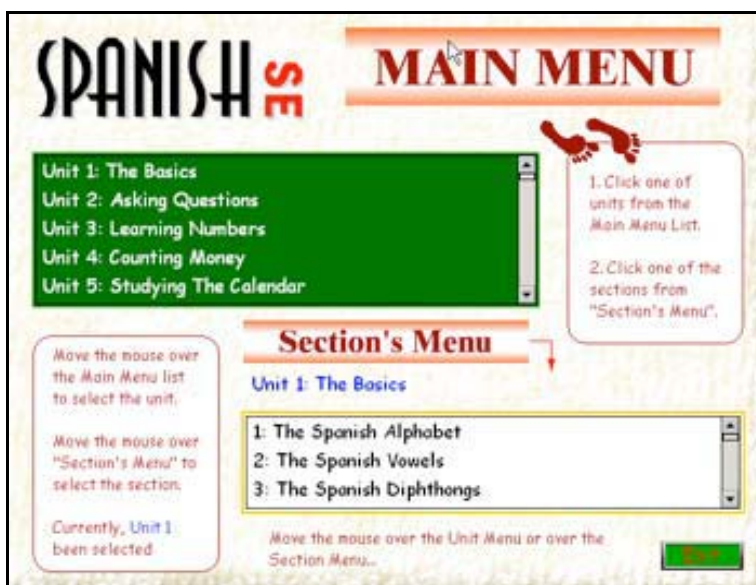 SPANISH SE
MAIN MENU
Unit 1: The Basics
Unit 2: Asking Questions
Unit 3: Learning Numbers
Unit 4: Counting Money
Unit 5: Studying The Calendar
1. Click one of
units from the
Main Menu List.
2. Click one of the
sections from
"Section's Menu".
Section's Menu
Unit 1: The Basics
1: The Spanish Alphabet
2: The Spanish Vowels
3: The Spanish Diphthongs
Move the mouse over
the Main Menu list
to select the unit.
Move the mouse over
"Section's Menu" to
select the section.
Currently, Unit 1
been selected
Move the mouse over the Unit Menu or over the
Section Menu...
Exit